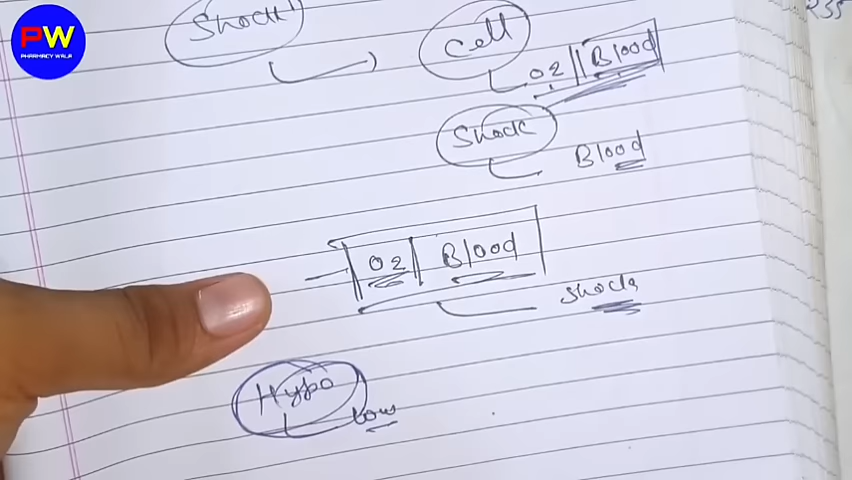 PW
PHARMACY WALA
Shock
Cell
O2 Blood
Shock
Blood
O2 Blood
Shock
Hypo
Low